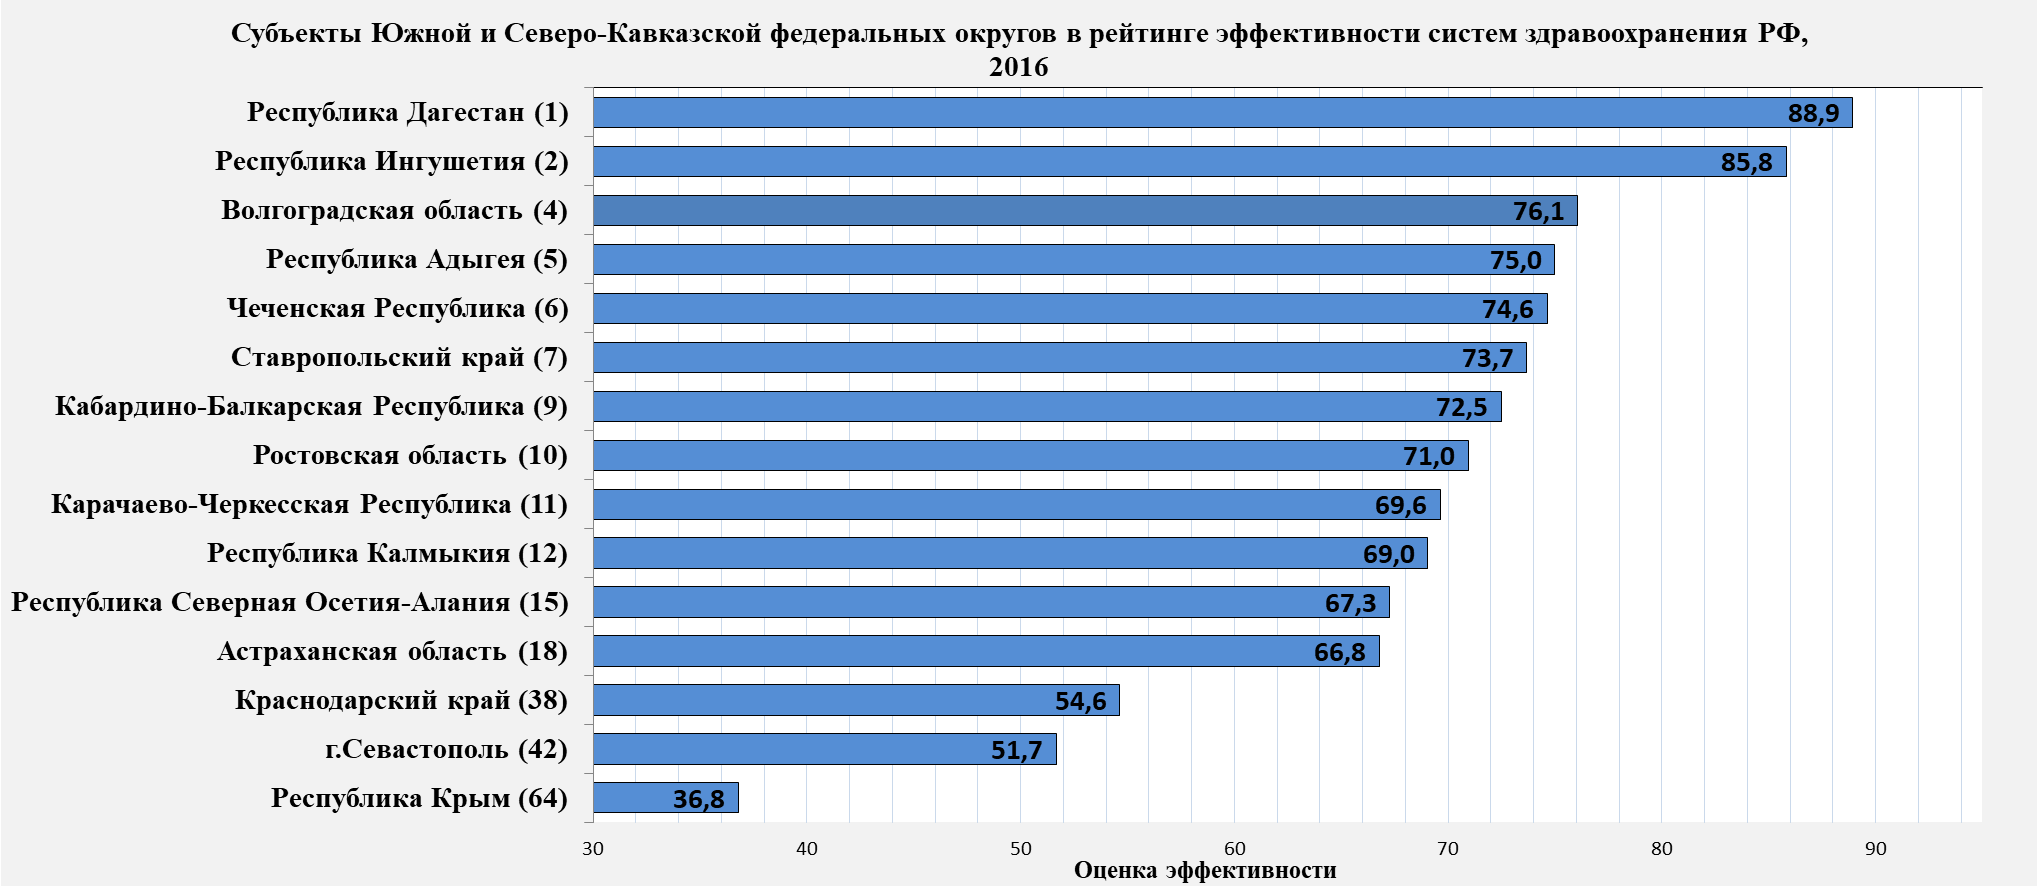 Субъекты Южной и Северо-Кавказской федеральных округов в рейтинге эффективности систем здравоохранения РФ,
2016
Республика Дагестан (1) 88,9
Республика Ингушетия (2) 85,8
Волгоградская область (4) 76,1
Республика Адыгея (5) 75,0
Чеченская Республика (6) 74,6
Ставропольский край (7) 73,7
Кабардино-Балкарская Республика (9) 72,5
Ростовская область (10) 71,0
Карачаево-Черкесская Республика (11) 69,6
Республика Калмыкия (12) 69,0
Республика Северная Осетия-Алания (15) 67,3
Астраханская область (18) 66,8
Краснодарский край (38) 54,6
г.Севастополь (42) 51,7
Республика Крым (64) 36,8
30 40 50 60 70 80 90
Оценка эффективности